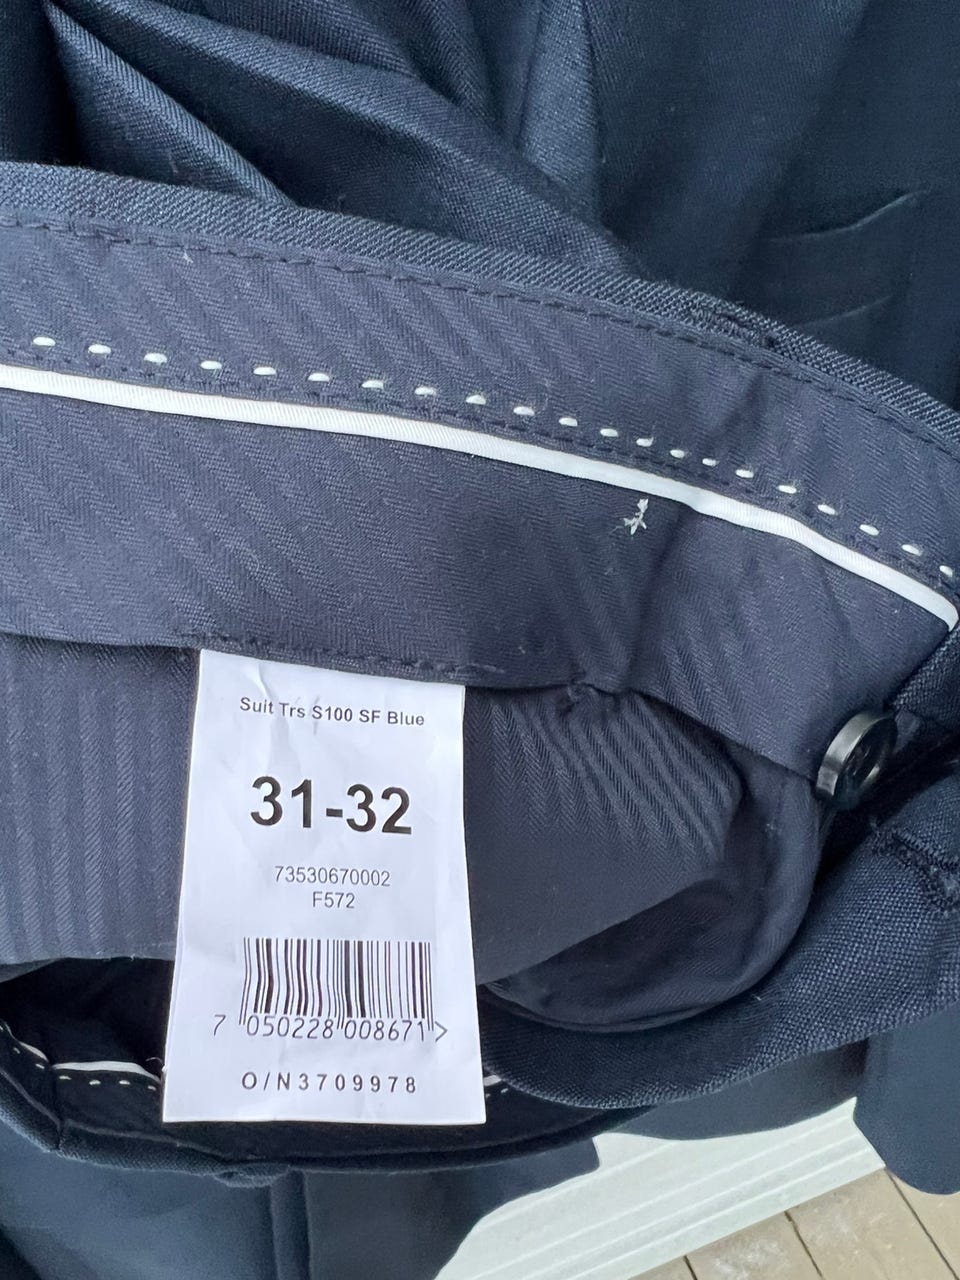 Suit Trs S100 SF Blue
31-32
73530670002
F572
7 050228 008671 >
O/N3709978